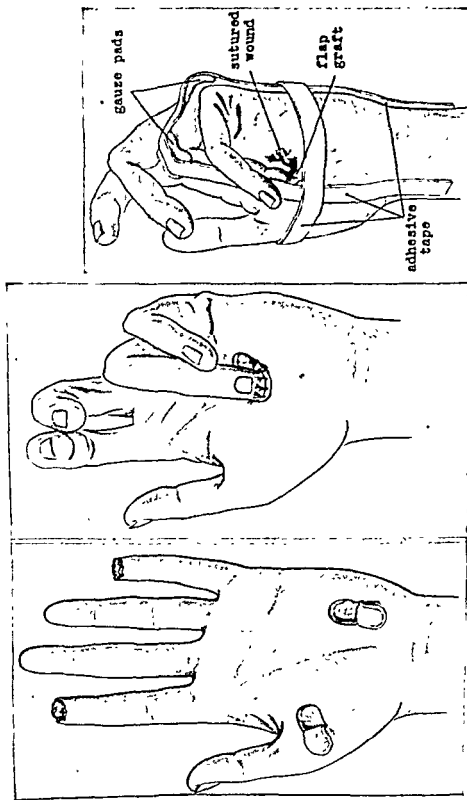 gauze pads
sutured
wound
flap
graft
adhesive
tape